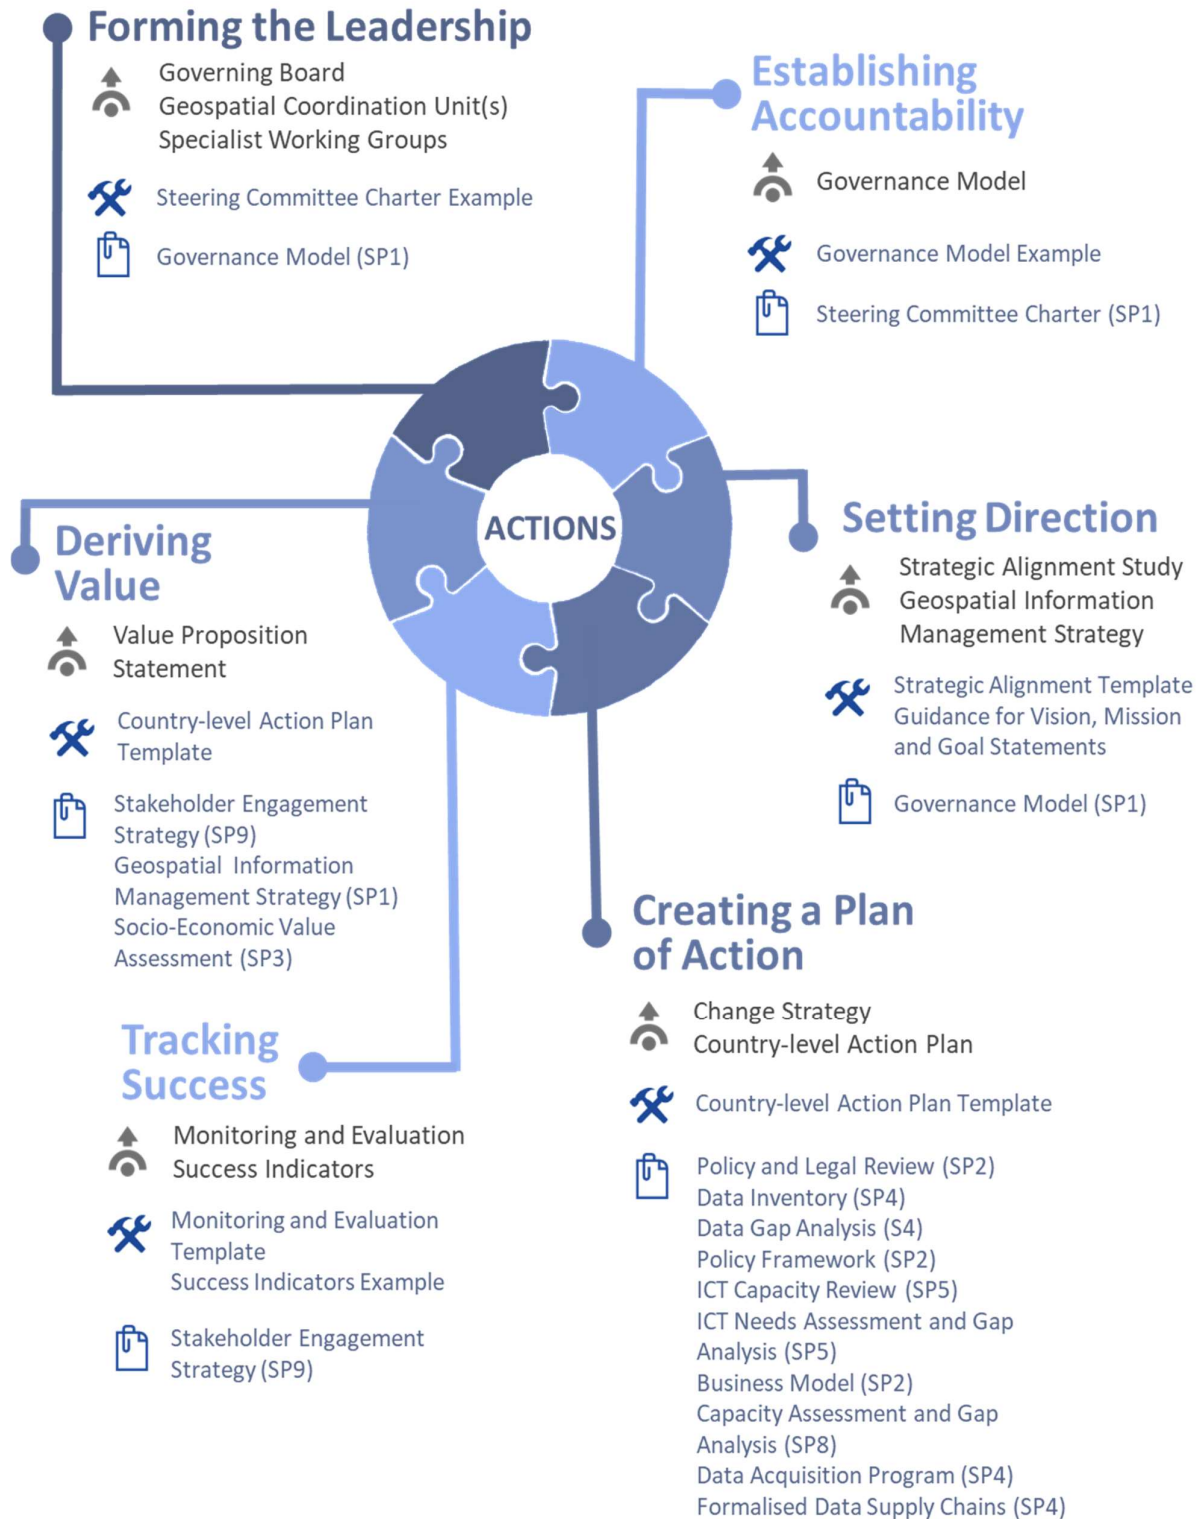 Forming the Leadership
Governing Board
Geospatial Coordination Unit(s)
Specialist Working Groups
Steering Committee Charter Example
Governance Model (SP1)
Establishing
Accountability
Governance Model
Governance Model Example
Steering Committee Charter (SP1)
ACTIONS
Setting Direction
Strategic Alignment Study
Geospatial Information
Management Strategy
Strategic Alignment Template
Guidance for Vision, Mission
and Goal Statements
Governance Model (SP1)
Creating a Plan
of Action
Change Strategy
Country-level Action Plan
Country-level Action Plan Template
Policy and Legal Review (SP2)
Data Inventory (SP4)
Data Gap Analysis (S4)
Policy Framework (SP2)
ICT Capacity Review (SP5)
ICT Needs Assessment and Gap
Analysis (SP5)
Business Model (SP2)
Capacity Assessment and Gap
Analysis (SP8)
Data Acquisition Program (SP4)
Formalised Data Supply Chains (SP4)
Tracking
Success
Monitoring and Evaluation
Success Indicators
Monitoring and Evaluation
Template
Success Indicators Example
Stakeholder Engagement
Strategy (SP9)
Deriving
Value
Value Proposition
Statement
Country-level Action Plan
Template
Stakeholder Engagement
Strategy (SP9)
Geospatial Information
Management Strategy (SP1)
Socio-Economic Value
Assessment (SP3)